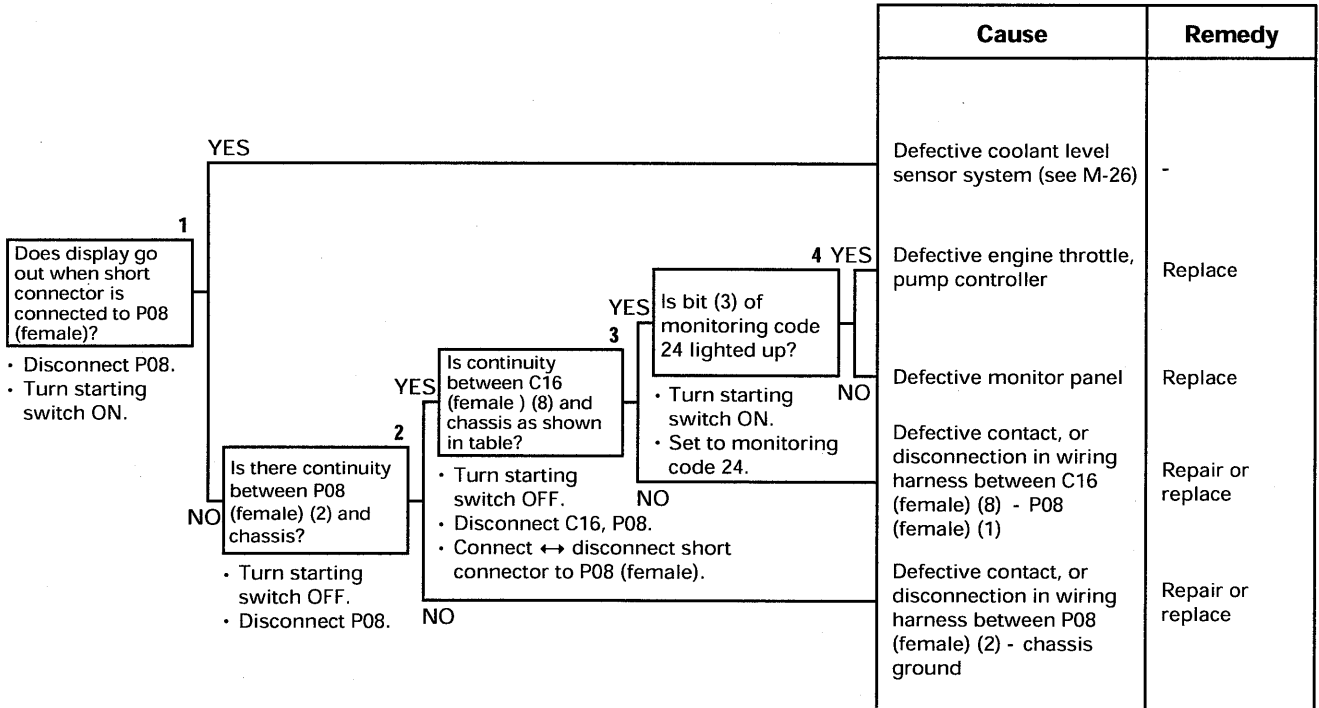 Cause
Remedy
YES
Defective coolant level
sensor system (see M-26)
-
1
Does display go
out when short
connector is
connected to P08
(female)?
• Disconnect P08.
• Turn starting
switch ON.
4 YES
Defective engine throttle,
pump controller
Replace
YES
Is bit (3) of
monitoring code
24 lighted up?
NO
Defective monitor panel
Replace
• Turn starting
switch ON.
• Set to monitoring
code 24.
3
YES
Is continuity
between C16
(female ) (8) and
chassis as shown
in table?
• Turn starting
switch OFF.
• Disconnect C16, P08.
• Connect ↔ disconnect short
connector to P08 (female).
NO
Defective contact, or
disconnection in wiring
harness between C16
(female) (8) - P08
(female) (1)
Repair or
replace
2
NO
Is there continuity
between P08
(female) (2) and
chassis?
• Turn starting
switch OFF.
• Disconnect P08.
NO
Defective contact, or
disconnection in wiring
harness between P08
(female) (2) - chassis
ground
Repair or
replace